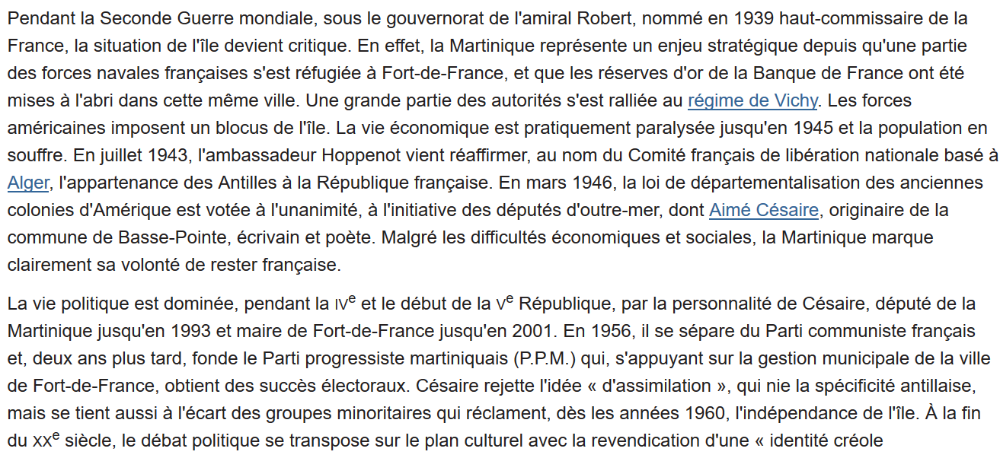 Pendant la Seconde Guerre mondiale, sous le gouvernorat de l'amiral Robert, nommé en 1939 haut-commissaire de la
France, la situation de l'île devient critique. En effet, la Martinique représente un enjeu stratégique depuis qu'une partie
des forces navales françaises s'est réfugiée à Fort-de-France, et que les réserves d'or de la Banque de France ont été
mises à l'abri dans cette même ville. Une grande partie des autorités s'est ralliée au régime de Vichy. Les forces
américaines imposent un blocus de l'île. La vie économique est pratiquement paralysée jusqu'en 1945 et la population en
souffre. En juillet 1943, l'ambassadeur Hoppenot vient réaffirmer, au nom du Comité français de libération nationale basé à
Alger, l'appartenance des Antilles à la République française. En mars 1946, la loi de départementalisation des anciennes
colonies d'Amérique est votée à l'unanimité, à l'initiative des députés d'outre-mer, dont Aimé Césaire, originaire de la
commune de Basse-Pointe, écrivain et poète. Malgré les difficultés économiques et sociales, la Martinique marque
clairement sa volonté de rester française.
La vie politique est dominée, pendant la IVe et le début de la Ve République, par la personnalité de Césaire, député de la
Martinique jusqu'en 1993 et maire de Fort-de-France jusqu'en 2001. En 1956, il se sépare du Parti communiste français
et, deux ans plus tard, fonde le Parti progressiste martiniquais (P.P.M.) qui, s'appuyant sur la gestion municipale de la ville
de Fort-de-France, obtient des succès électoraux. Césaire rejette l'idée « d'assimilation », qui nie la spécificité antillaise,
mais se tient aussi à l'écart des groupes minoritaires qui réclament, dès les années 1960, l'indépendance de l'île. À la fin
du XXe siècle, le débat politique se transpose sur le plan culturel avec la revendication d'une « identité créole